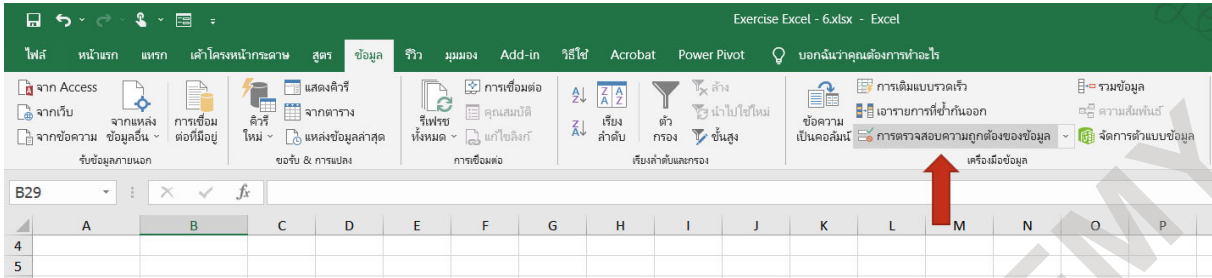 Exercise Excel - 6.xlsx - Excel
ไฟล์ หน้าแรก แทรก เค้าโครงหน้ากระดาษ สูตร ข้อมูล รีวิว มุมมอง Add-in วิธีใช้ Acrobat Power Pivot บอกฉันว่าคุณต้องการทำอะไร
จาก Access
จากเว็บ
จากข้อความ
จากแหล่ง
ข้อมูลอื่น
การเชื่อม
ต่อที่มีอยู่
รับข้อมูลภายนอก
คิวรี
ใหม่
แสดงคิวรี
จากตาราง
แหล่งข้อมูลล่าสุด
ขอรับ & การแปลง
รีเฟรช
ทั้งหมด
การเชื่อมต่อ
คุณสมบัติ
แก้ไขลิงก์
การเชื่อมต่อ
เรียง
ลำดับ
ตัว
กรอง
ล้าง
นำไปใช้ใหม่
ขั้นสูง
เรียงลำดับและกรอง
ข้อความ
เป็นคอลัมน์
การเติมแบบรวดเร็ว
เอารายการที่ซ้ำกันออก
การตรวจสอบความถูกต้องของข้อมูล
รวมข้อมูล
ความสัมพันธ์
จัดการตัวแบบข้อมูล
เครื่องมือข้อมูล
B29 fx
A B C D E F G H I J K L M N O P
4
5